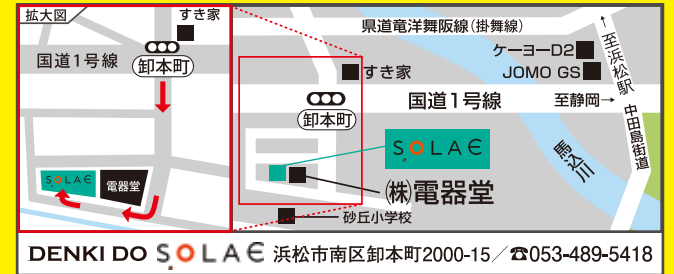 拡大図
すき家
国道1号線
卸本町
SOLAE
電器堂
県道竜洋舞阪線(掛舞線)
ケーヨーD2
JOMO GS
すき家
国道1号線
至静岡→
卸本町
SOLAE
㈱電器堂
砂丘小学校
馬込川
←至浜松駅
中田島街道
DENKI DO SOLAE 浜松市南区卸本町2000-15／☎053-489-5418